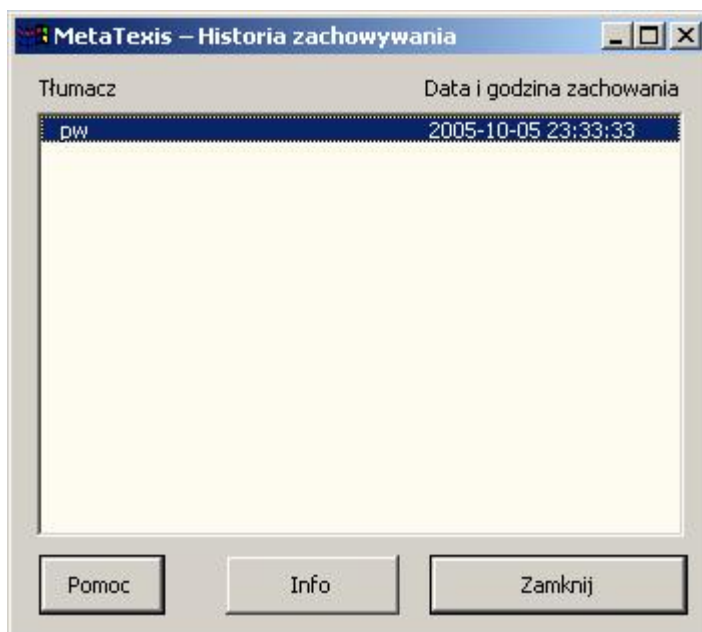 MetaTexis – Historia zachowywania
Tłumacz Data i godzina zachowania
pw 2005-10-05 23:33:33
Pomoc Info Zamknij